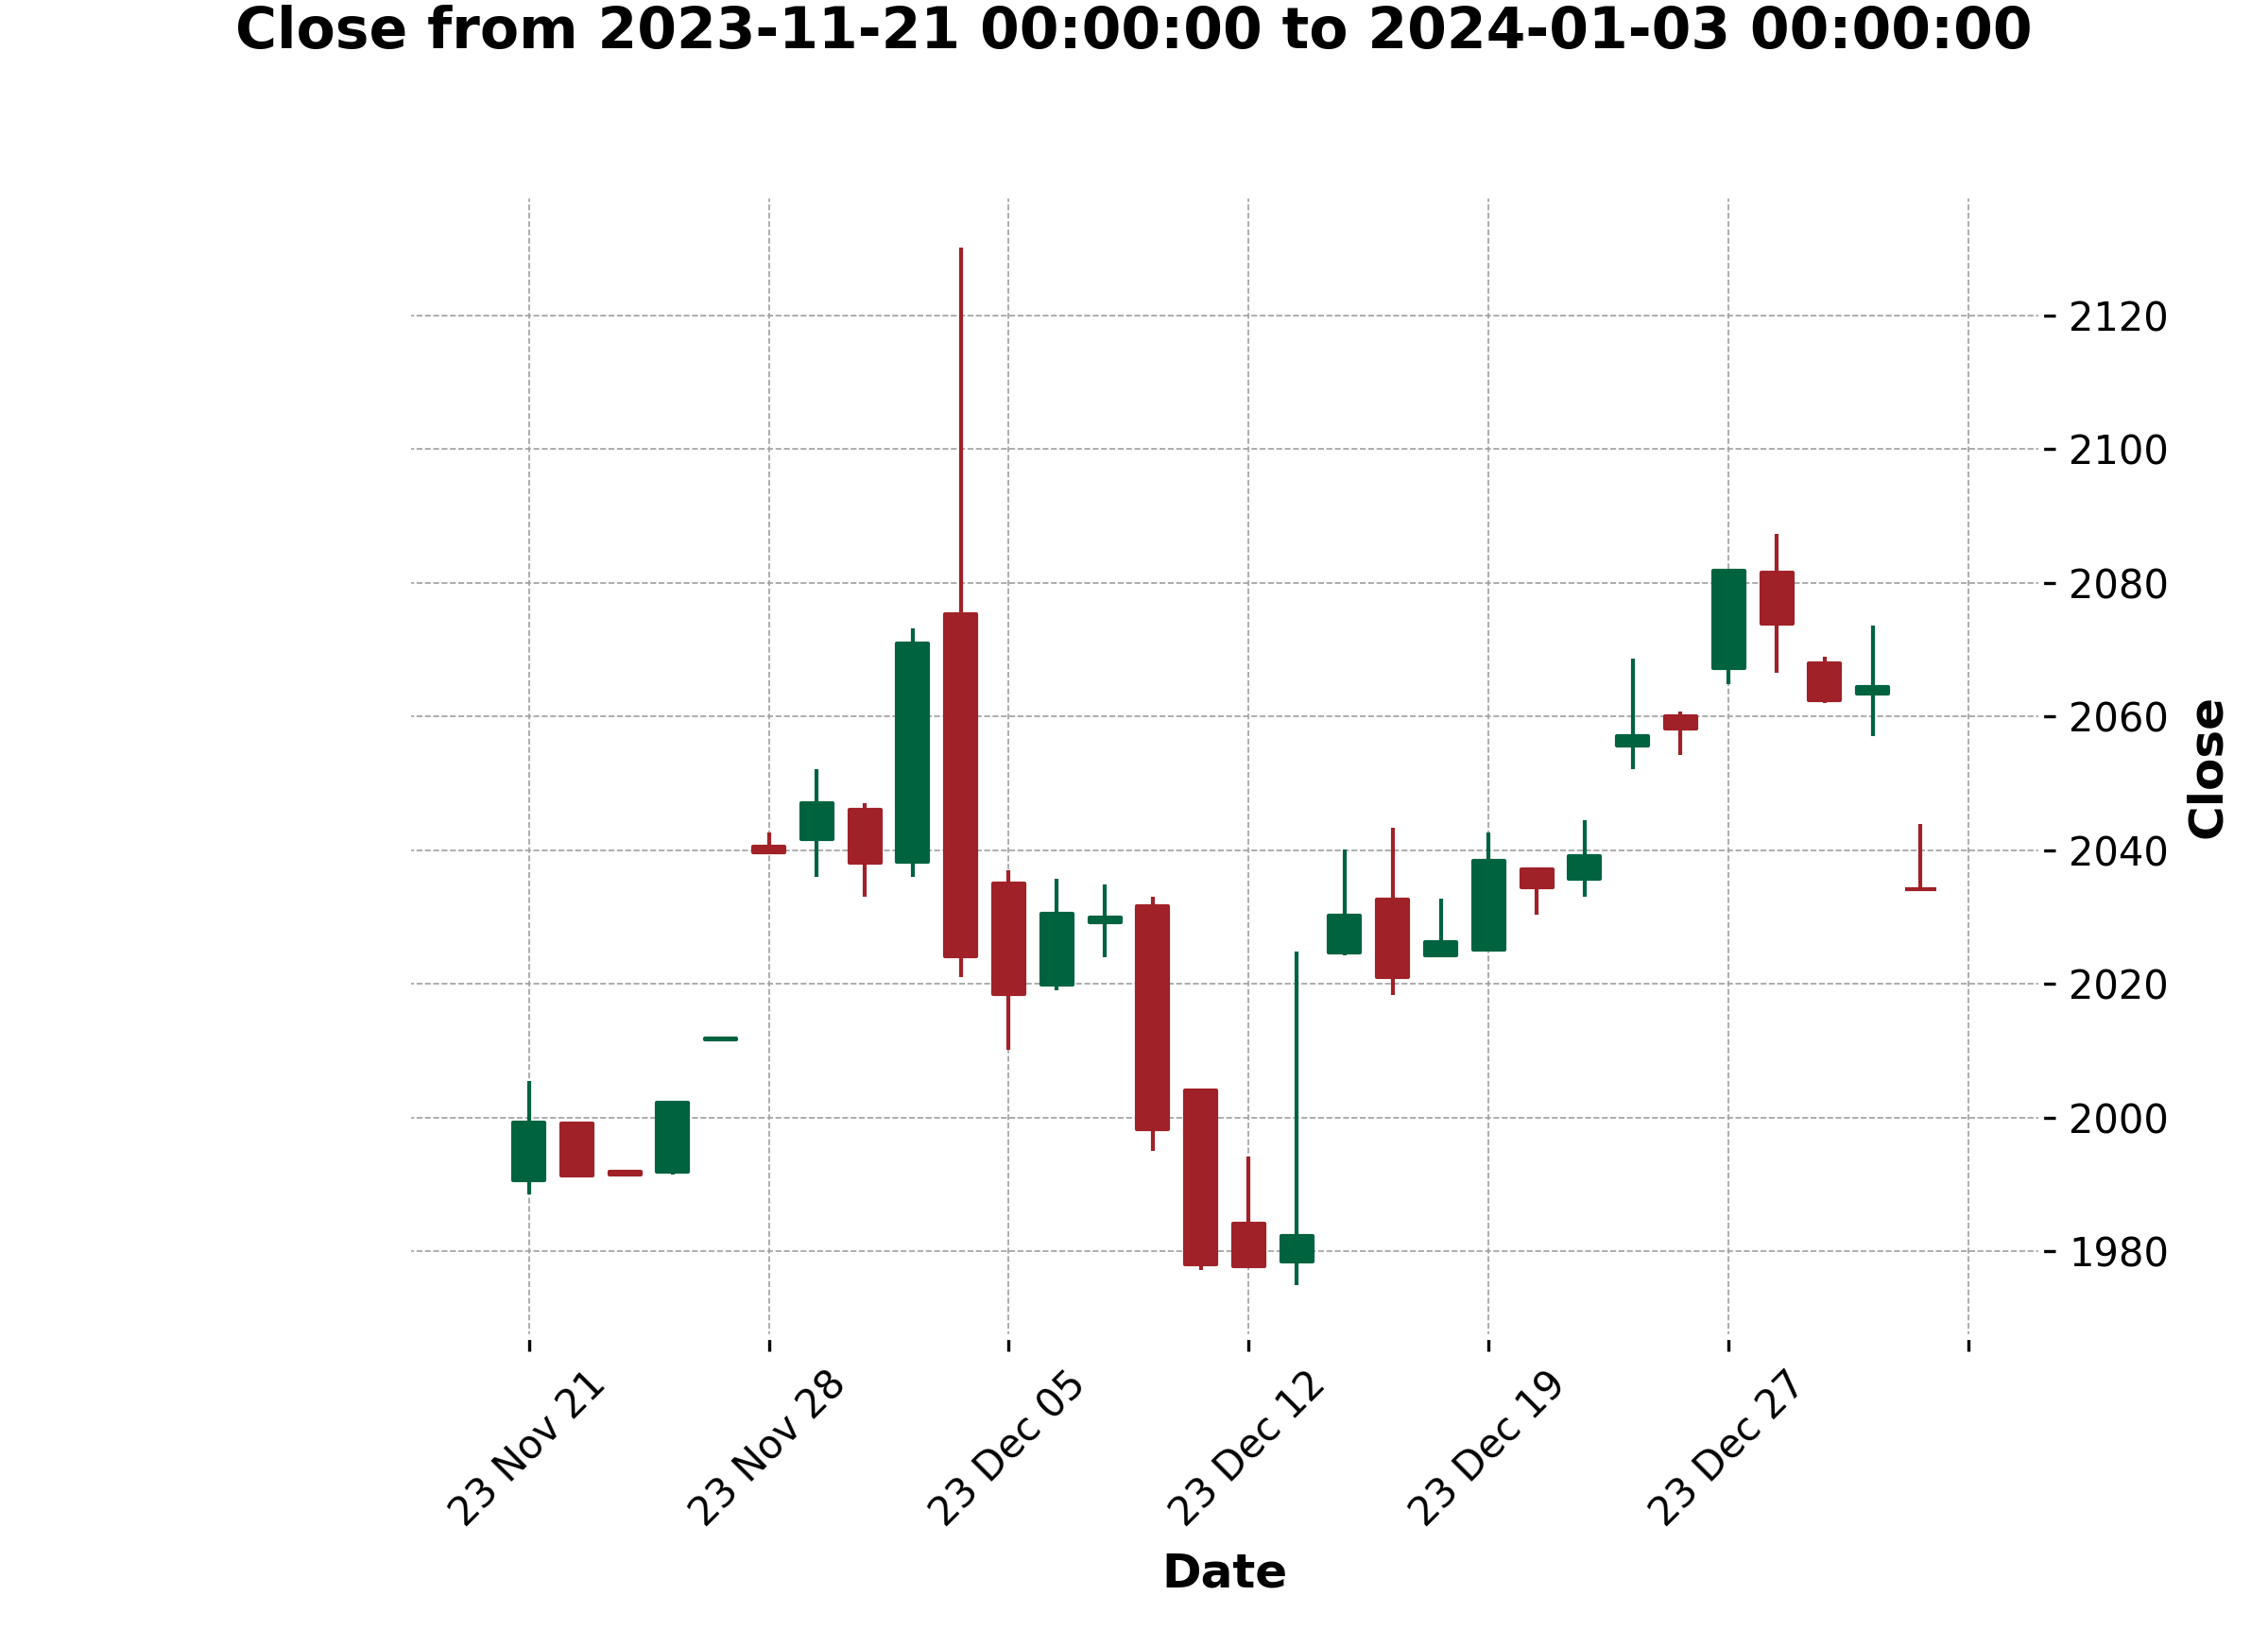 Close from 2023-11-21 00:00:00 to 2024-01-03 00:00:00
2120
2100
2080
2060
2040
2020
2000
1980
Close
23 Nov 21
23 Nov 28
23 Dec 05
23 Dec 12
23 Dec 19
23 Dec 27
Date